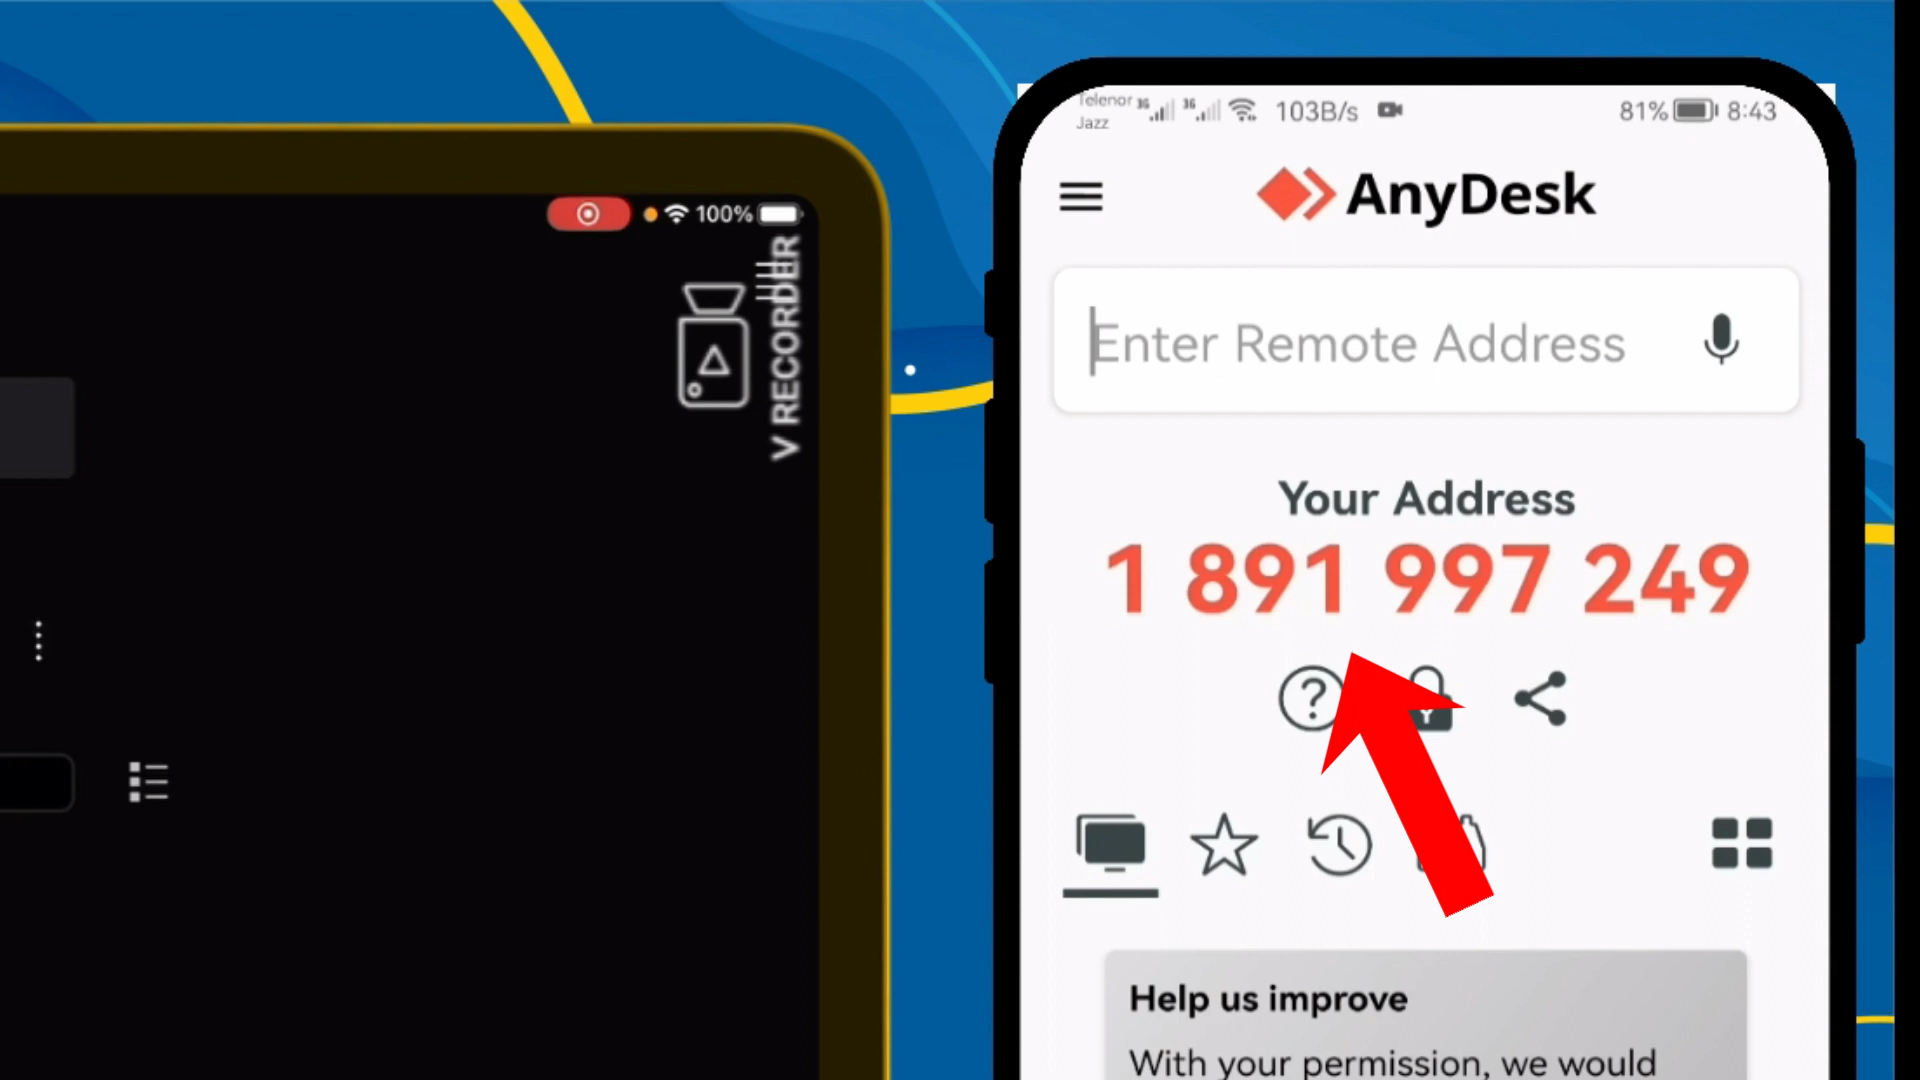 100%
V RECORDER
Telenor 3G 3G 103B/s 81% 8:43
Jazz
AnyDesk
Enter Remote Address
Your Address
1 891 997 249
Help us improve
With your permission, we would